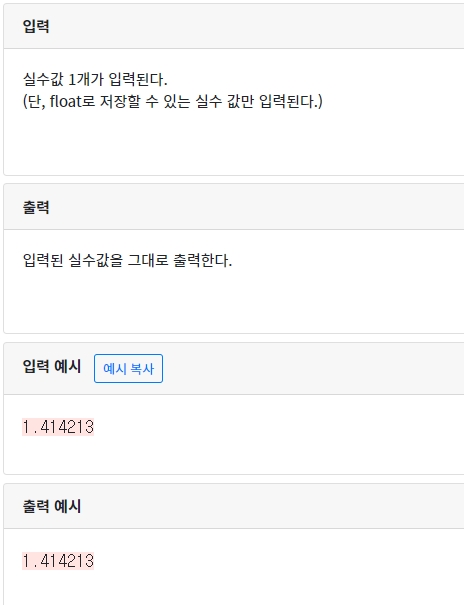 입력
실수값 1개가 입력된다.
(단, float로 저장할 수 있는 실수 값만 입력된다.)
출력
입력된 실수값을 그대로 출력한다.
입력 예시 예시 복사
1.414213
출력 예시
1.414213